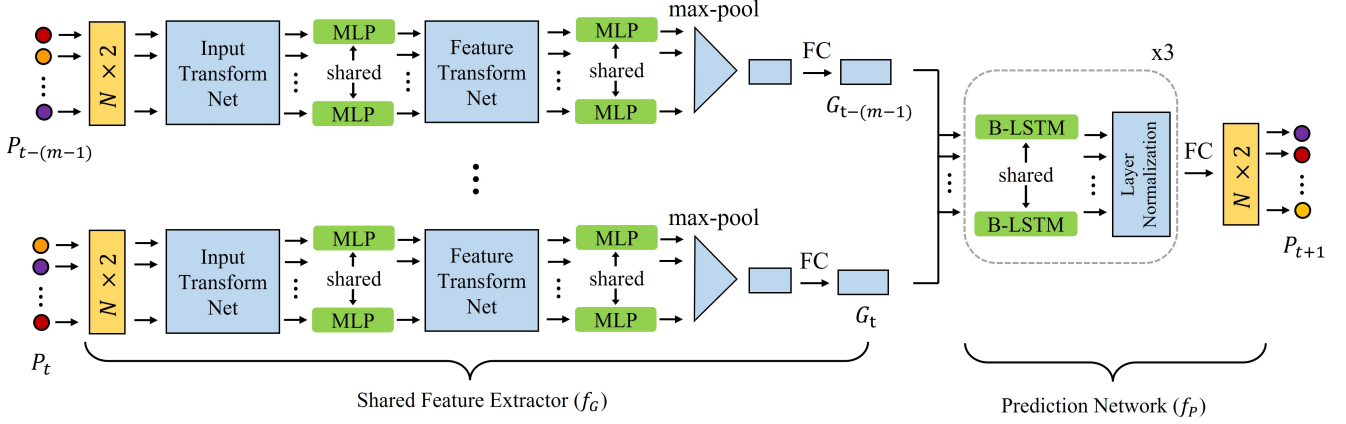 max-pool
MLP
MLP
Input
Transform
Net
Feature
Transform
Net
N × 2
shared
shared
FC
MLP
MLP
P_{t-(m-1)}
G_{t-(m-1)}
x3
B-LSTM
shared
B-LSTM
Layer
Normalization
FC
N × 2
P_{t+1}
max-pool
MLP
MLP
Input
Transform
Net
Feature
Transform
Net
N × 2
shared
shared
FC
MLP
MLP
P_t
G_t
Shared Feature Extractor (f_G)
Prediction Network (f_P)